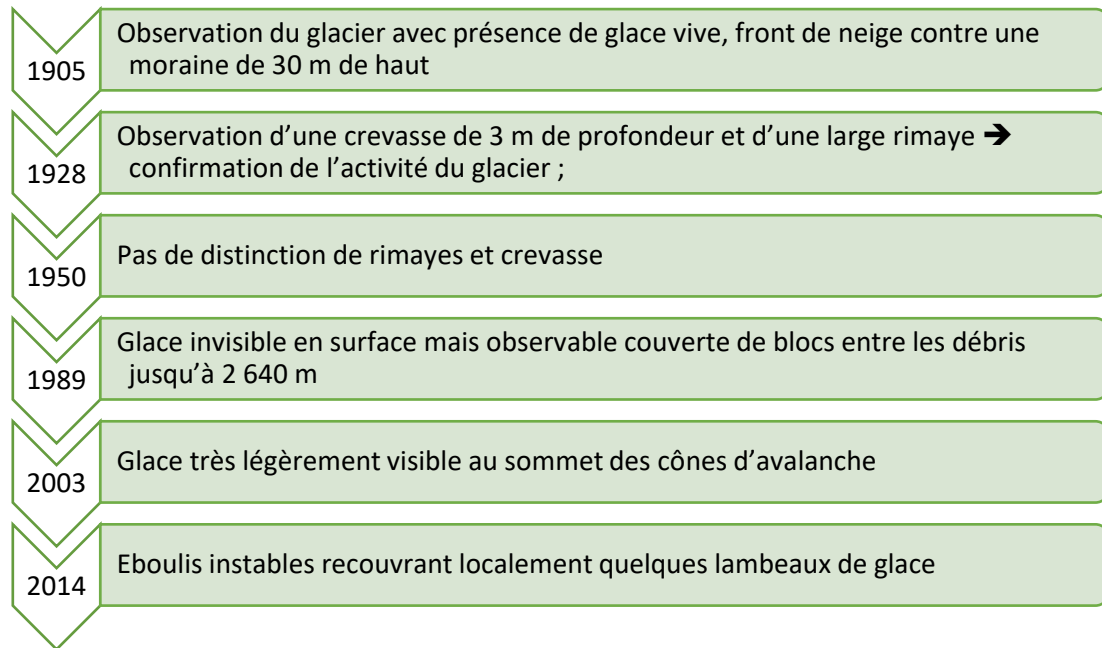 1905
Observation du glacier avec présence de glace vive, front de neige contre une
moraine de 30 m de haut
1928
Observation d’une crevasse de 3 m de profondeur et d’une large rimaye ➔
confirmation de l’activité du glacier ;
1950
Pas de distinction de rimayes et crevasse
1989
Glace invisible en surface mais observable couverte de blocs entre les débris
jusqu’à 2 640 m
2003
Glace très légèrement visible au sommet des cônes d’avalanche
2014
Eboulis instables recouvrant localement quelques lambeaux de glace